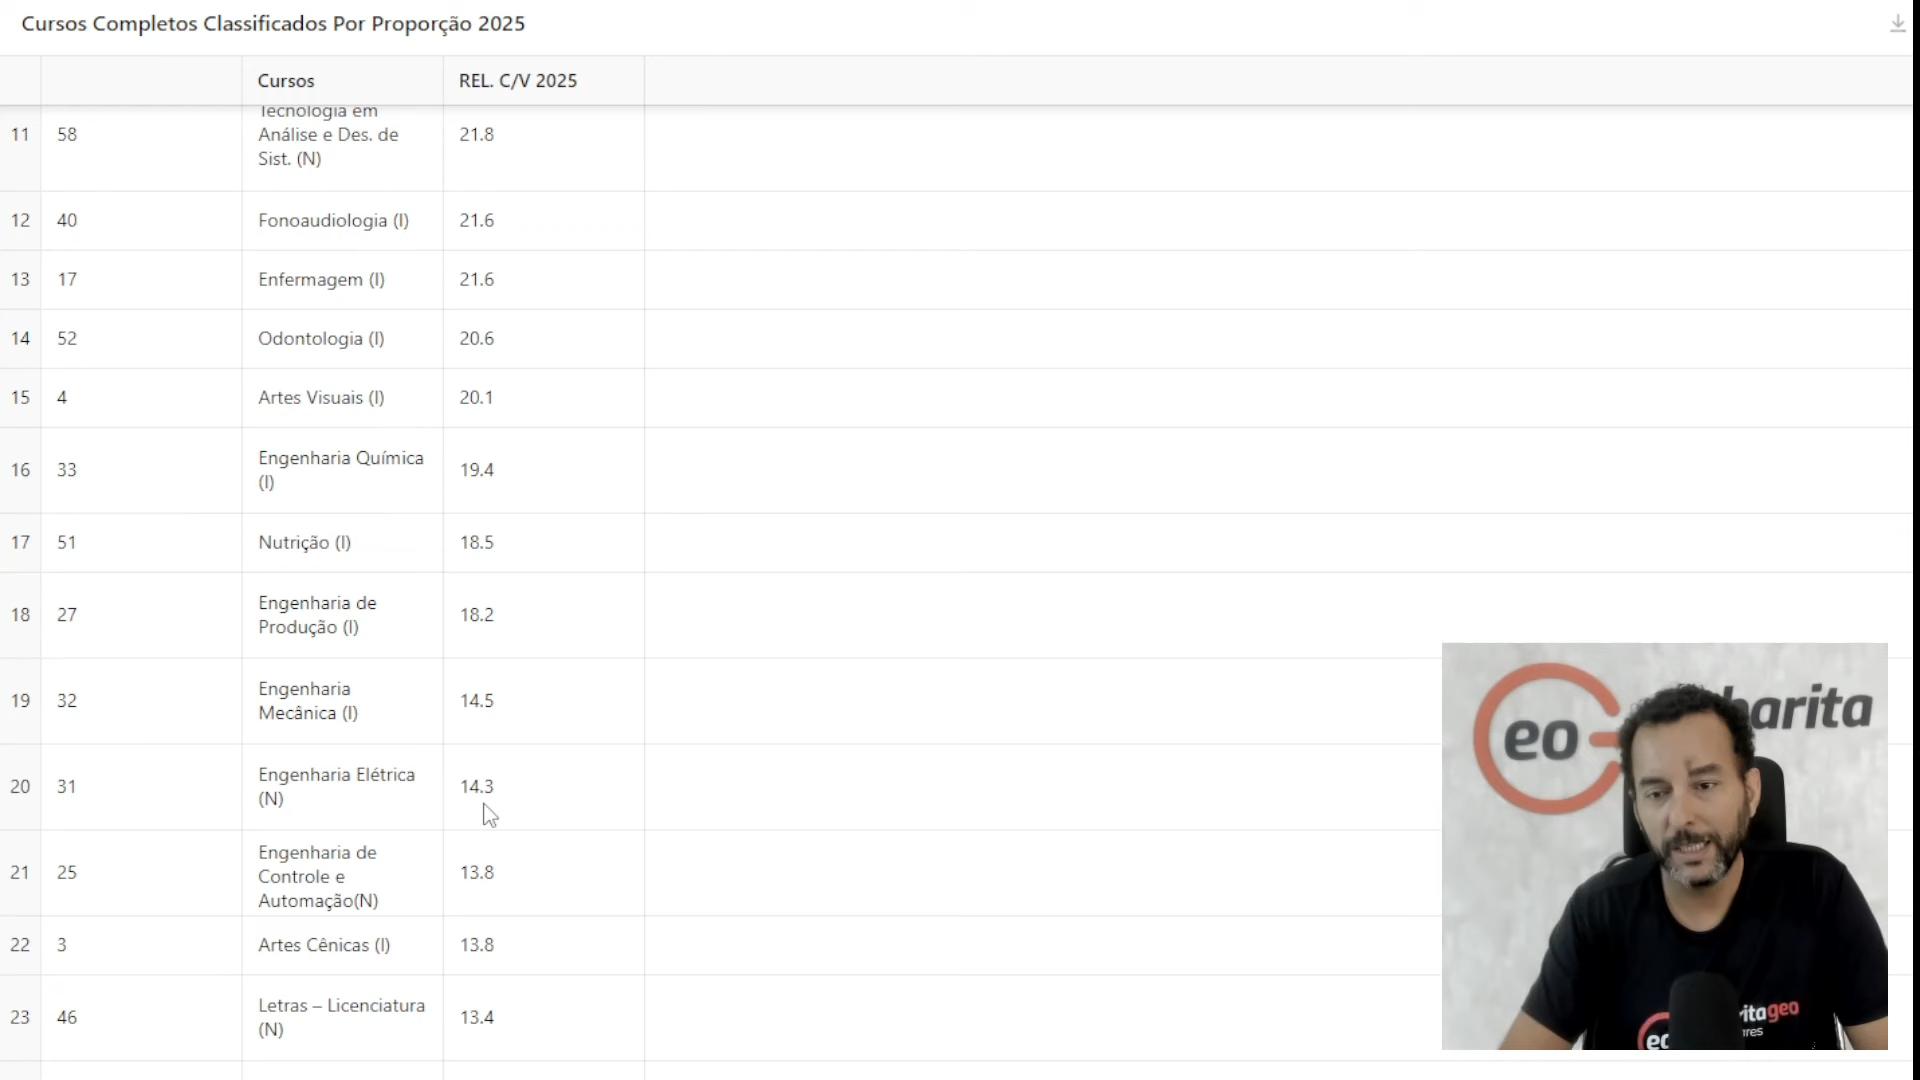 Cursos Completos Classificados Por Proporção 2025
Cursos REL. C/V 2025
11 58 Tecnologia em 21.8
Análise e Des. de
Sist. (N)
12 40 Fonoaudiologia (I) 21.6
13 17 Enfermagem (I) 21.6
14 52 Odontologia (I) 20.6
15 4 Artes Visuais (I) 20.1
16 33 Engenharia Química 19.4
(I)
17 51 Nutrição (I) 18.5
18 27 Engenharia de 18.2
Produção (I)
19 32 Engenharia 14.5
Mecânica (I)
20 31 Engenharia Elétrica 14.3
(N)
21 25 Engenharia de 13.8
Controle e
Automação(N)
22 3 Artes Cênicas (I) 13.8
23 46 Letras – Licenciatura 13.4
(N)
eo barita
eo itageo
res